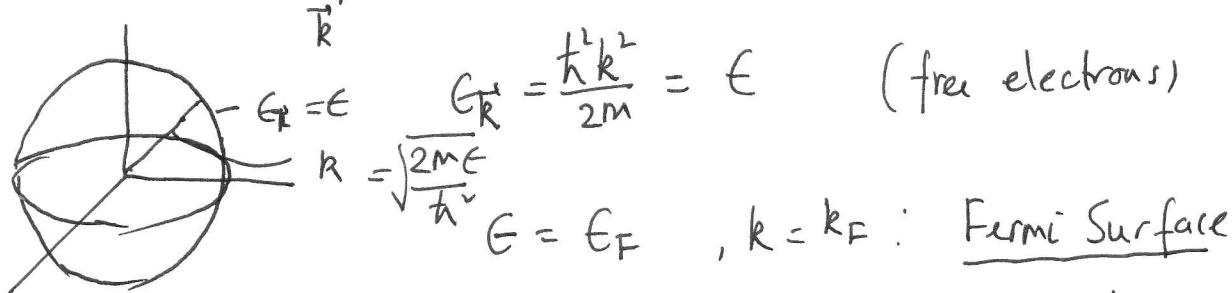 k⃗
ε_k⃗ = ε
ε_k⃗ = ħ²k²/2m = ε (free electrons)
k = √(2mε/ħ²)
ε = ε_F , k = k_F : Fermi Surface